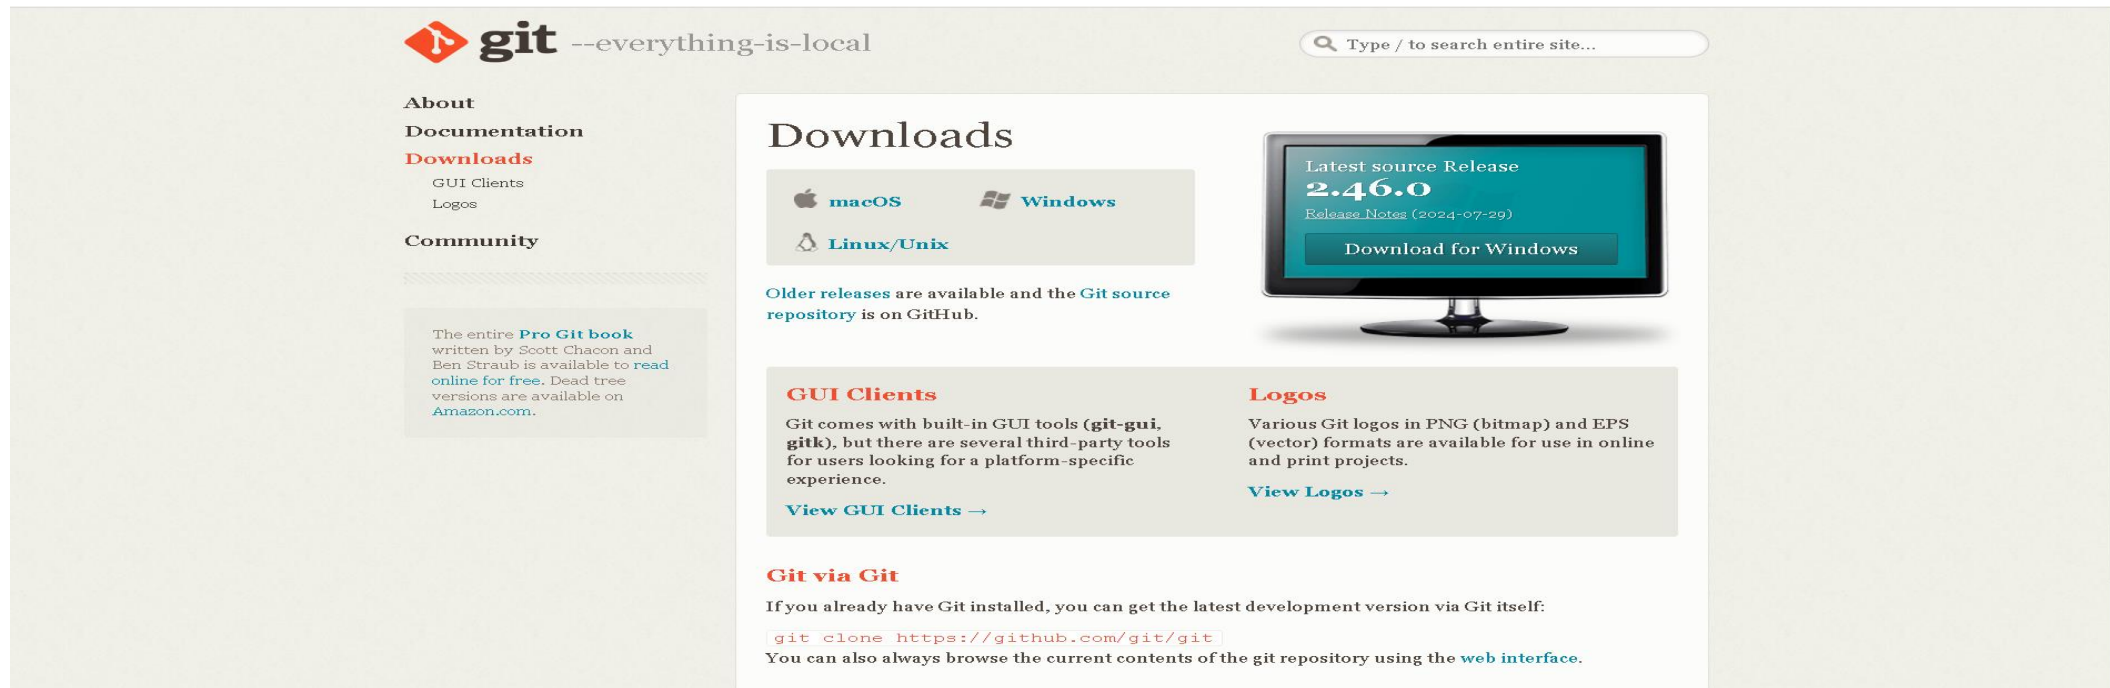 git --everything-is-local
Type / to search entire site...
About
Documentation
Downloads
GUI Clients
Logos
Community
The entire Pro Git book
written by Scott Chacon and
Ben Straub is available to read
online for free. Dead tree
versions are available on
Amazon.com.
Downloads
macOS
Windows
Linux/Unix
Older releases are available and the Git source
repository is on GitHub.
Latest source Release
2.46.0
Release Notes (2024-07-29)
Download for Windows
GUI Clients
Git comes with built-in GUI tools (git-gui,
gitk), but there are several third-party tools
for users looking for a platform-specific
experience.
View GUI Clients →
Logos
Various Git logos in PNG (bitmap) and EPS
(vector) formats are available for use in online
and print projects.
View Logos →
Git via Git
If you already have Git installed, you can get the latest development version via Git itself:
git clone https://github.com/git/git
You can also always browse the current contents of the git repository using the web interface.